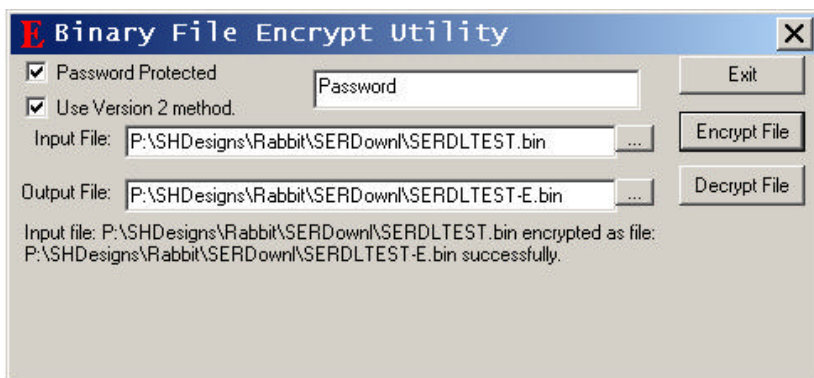 E Binary File Encrypt Utility
Password Protected
Password
Exit
Use Version 2 method.
Input File: P:\SHDesigns\Rabbit\SERDownl\SERDLTEST.bin ...
Encrypt File
Output File: P:\SHDesigns\Rabbit\SERDownl\SERDLTEST-E.bin ...
Decrypt File
Input file: P:\SHDesigns\Rabbit\SERDownl\SERDLTEST.bin encrypted as file:
P:\SHDesigns\Rabbit\SERDownl\SERDLTEST-E.bin successfully.